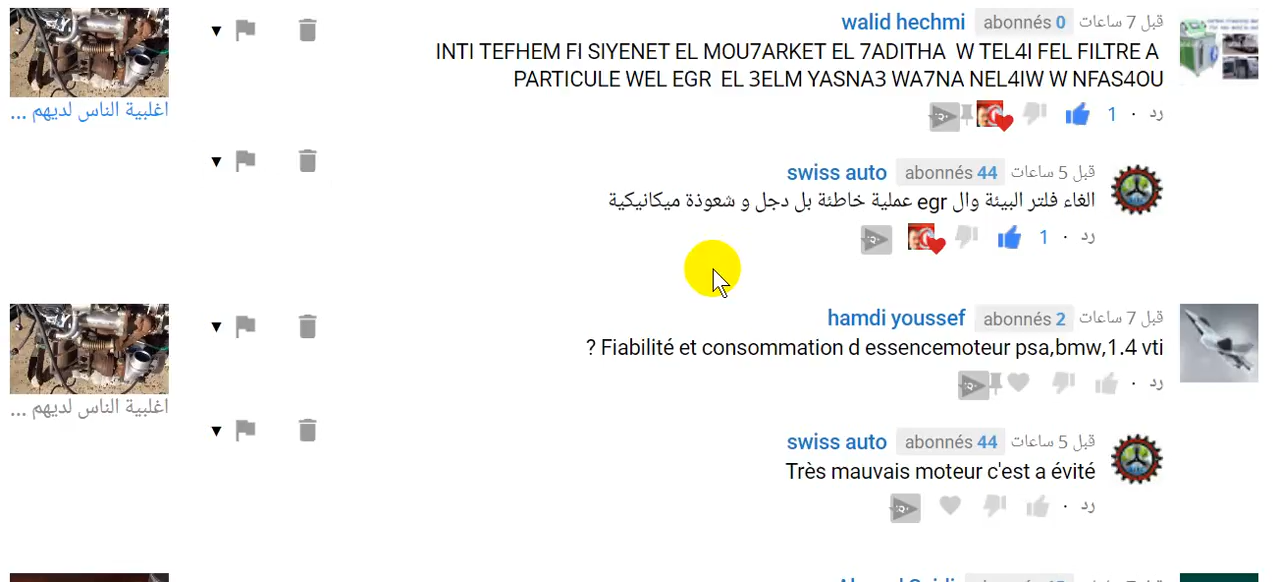 walid hechmi abonnés 0 قبل 7 ساعات
INTI TEFHEM FI SIYENET EL MOU7ARKET EL 7ADITHA W TEL4I FEL FILTRE A
PARTICULE WEL EGR EL 3ELM YASNA3 WA7NA NEL4IW W NFAS4OU
رد · 1
اغلبية الناس لديهم ...
swiss auto abonnés 44 قبل 5 ساعات
الغاء فلتر البيئة وال egr عملية خاطئة بل دجل و شعوذة ميكانيكية
رد · 1
hamdi youssef abonnés 2 قبل 7 ساعات
? Fiabilité et consommation d essencemoteur psa,bmw,1.4 vti
رد ·
اغلبية الناس لديهم ...
swiss auto abonnés 44 قبل 5 ساعات
Très mauvais moteur c'est a évité
رد ·